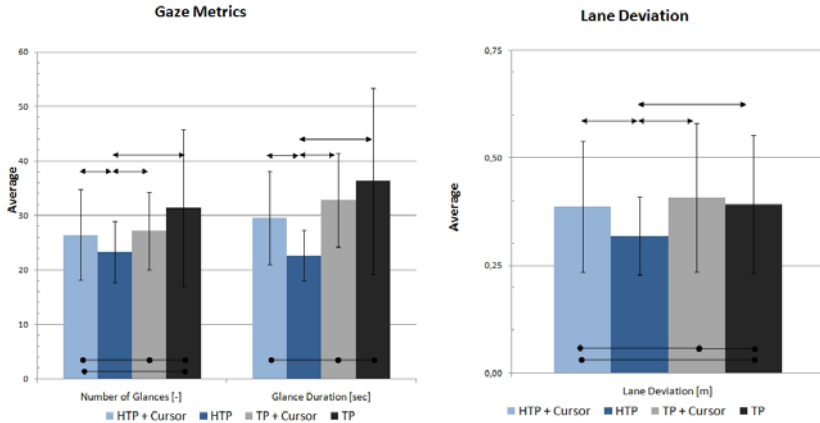 Gaze Metrics
60
50
40
30
20
10
0
Average
Number of Glances [-]
Glance Duration [sec]
HTP + Cursor HTP TP + Cursor TP
Lane Deviation
0,75
0,50
0,25
0,00
Average
Lane Deviation [m]
HTP + Cursor HTP TP + Cursor TP